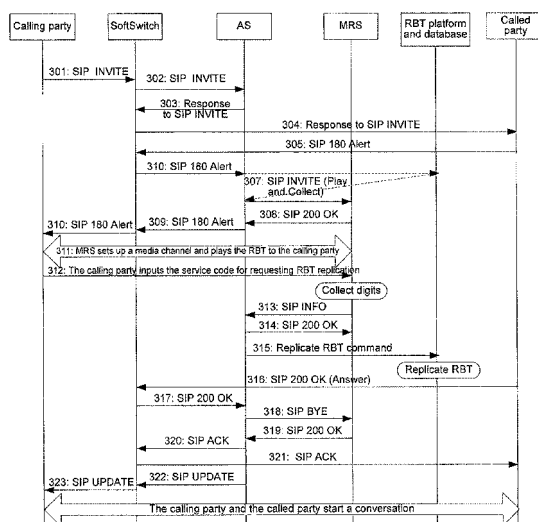 Calling party
SoftSwitch
AS
MRS
RBT platform
and database
Called
party
301: SIP INVITE
302: SIP INVITE
303: Response
to SIP INVITE
304: Response to SIP INVITE
305: SIP 180 Alert
310: SIP 180 Alert
307: SIP INVITE (Play
and Collect)
308: SIP 200 OK
309: SIP 180 Alert
310: SIP 180 Alert
311: MRS sets up a media channel and plays the RBT to the calling party
312: The calling party inputs the service code for requesting RBT replication
Collect digits
313: SIP INFO
314: SIP 200 OK
315: Replicate RBT command
Replicate RBT
316: SIP 200 OK (Answer)
317: SIP 200 OK
318: SIP BYE
319: SIP 200 OK
320: SIP ACK
321: SIP ACK
322: SIP UPDATE
323: SIP UPDATE
The calling party and the called party start a conversation